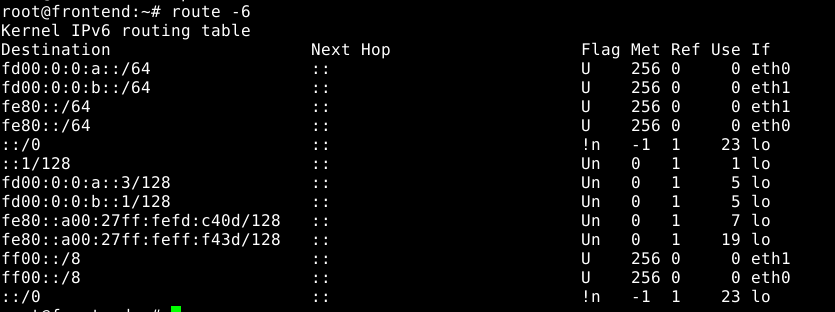 root@frontend:~# route -6
Kernel IPv6 routing table
Destination                    Next Hop                   Flag Met Ref Use If
fd00:0:0:a::/64                ::                         U    256 0     0 eth0
fd00:0:0:b::/64                ::                         U    256 0     0 eth1
fe80::/64                      ::                         U    256 0     0 eth1
fe80::/64                      ::                         U    256 0     0 eth0
::/0                           ::                         !n   -1  1    23 lo
::1/128                        ::                         Un   0   1     1 lo
fd00:0:0:a::3/128              ::                         Un   0   1     5 lo
fd00:0:0:b::1/128              ::                         Un   0   1     5 lo
fe80::a00:27ff:fefd:c40d/128   ::                         Un   0   1     7 lo
fe80::a00:27ff:feff:f43d/128   ::                         Un   0   1    19 lo
ff00::/8                       ::                         U    256 0     0 eth1
ff00::/8                       ::                         U    256 0     0 eth0
::/0                           ::                         !n   -1  1    23 lo